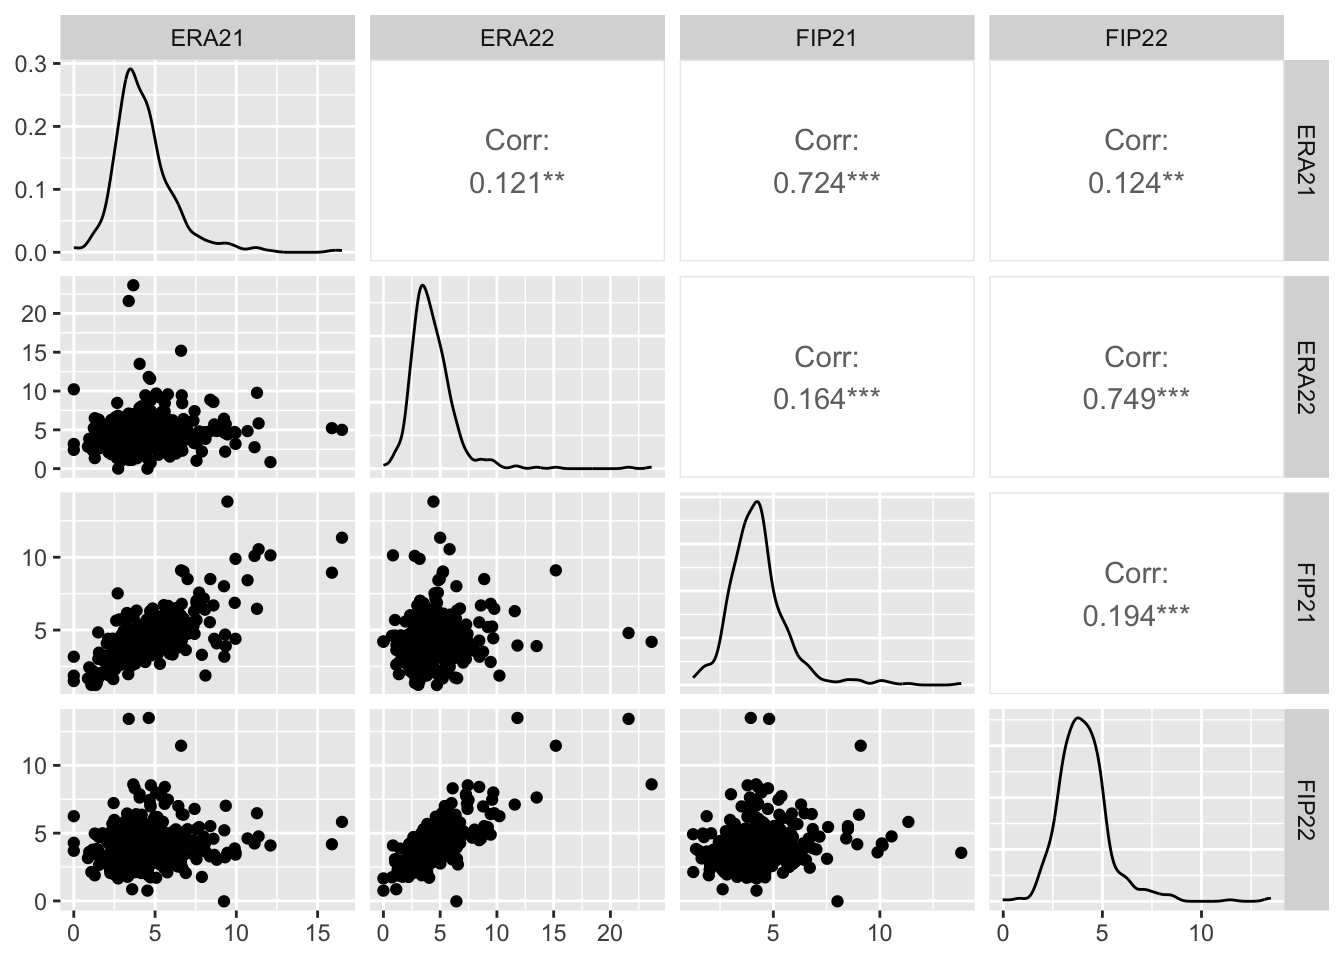 ERA21 ERA22 FIP21 FIP22
0.3
0.2
0.1
0.0
Corr:
0.121**
Corr:
0.724***
Corr:
0.124**
ERA21
20
15
10
5
0
Corr:
0.164***
Corr:
0.749***
ERA22
10
5
Corr:
0.194***
FIP21
10
5
0
FIP22
0 5 10 15
0 5 10 15 20
5 10
0 5 10